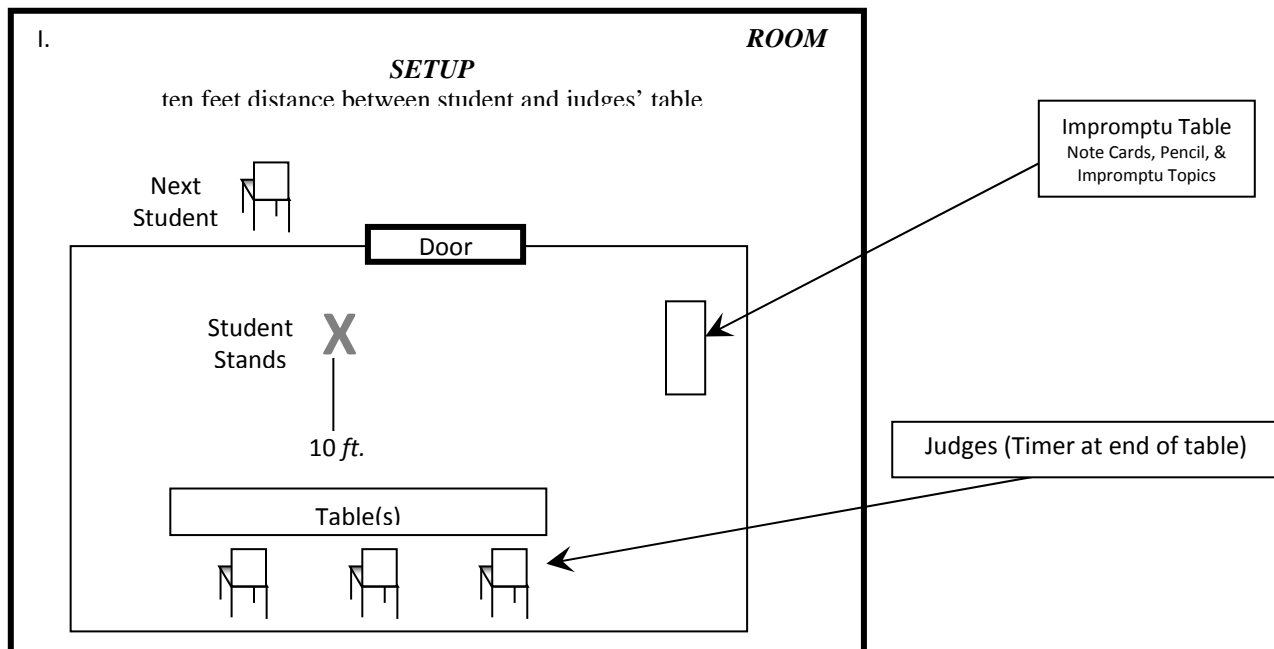 I. ROOM
SETUP
ten feet distance between student and judges' table
Impromptu Table
Note Cards, Pencil, &
Impromptu Topics
Next
Student
Door
Student
Stands
X
10 ft.
Judges (Timer at end of table)
Table(s)